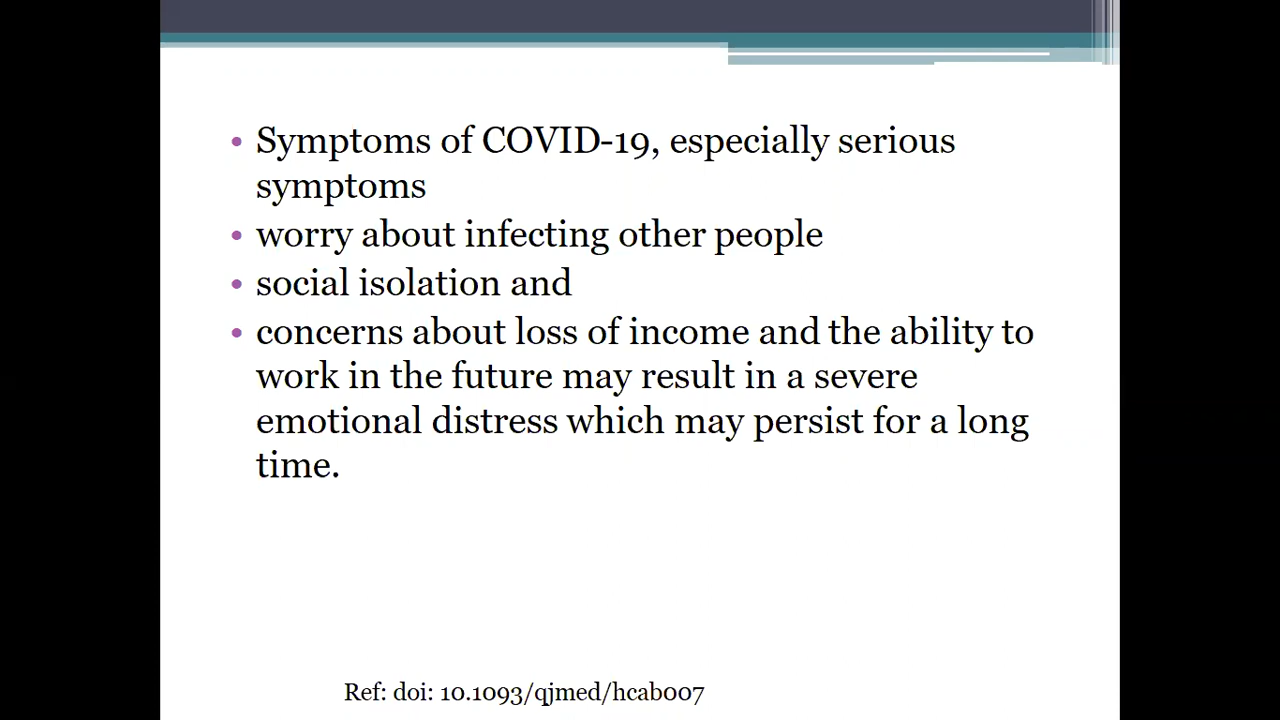 • Symptoms of COVID-19, especially serious
symptoms
• worry about infecting other people
• social isolation and
• concerns about loss of income and the ability to
work in the future may result in a severe
emotional distress which may persist for a long
time.
Ref: doi: 10.1093/qjmed/hcab007